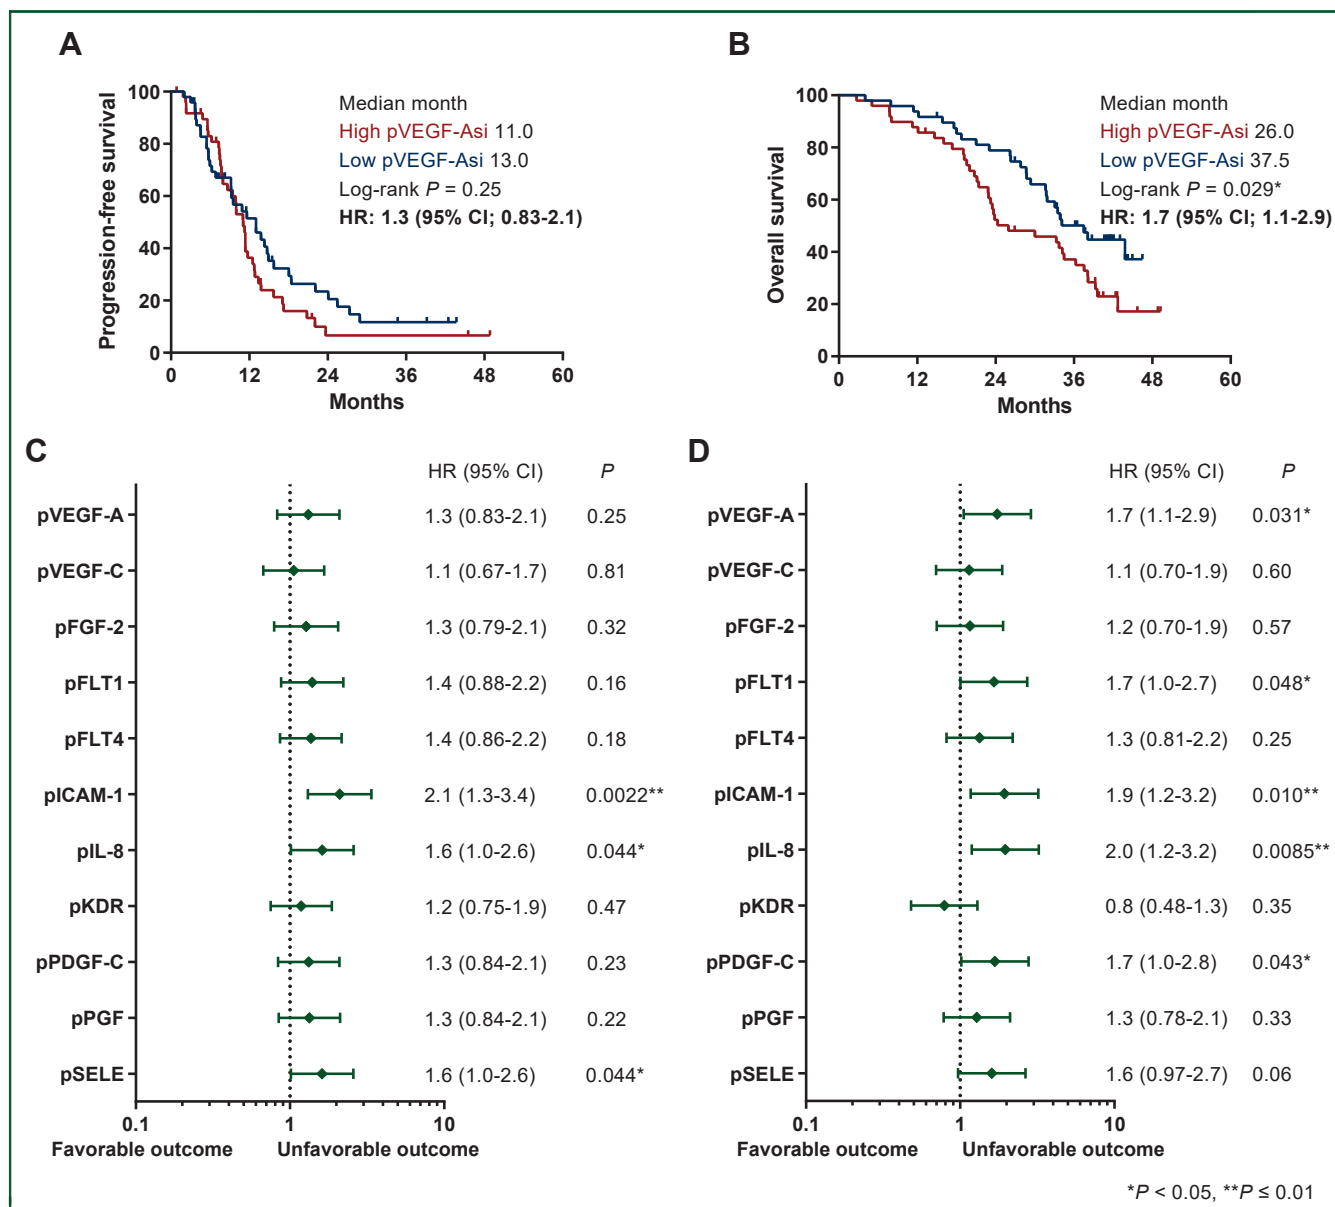 A
Progression-free survival
100
80
60
40
20
0
0 12 24 36 48 60
Months
Median month
High pVEGF-Asi 11.0
Low pVEGF-Asi 13.0
Log-rank P = 0.25
HR: 1.3 (95% CI; 0.83-2.1)
B
Overall survival
100
80
60
40
20
0
0 12 24 36 48 60
Months
Median month
High pVEGF-Asi 26.0
Low pVEGF-Asi 37.5
Log-rank P = 0.029*
HR: 1.7 (95% CI; 1.1-2.9)
C
HR (95% CI) P
pVEGF-A 1.3 (0.83-2.1) 0.25
pVEGF-C 1.1 (0.67-1.7) 0.81
pFGF-2 1.3 (0.79-2.1) 0.32
pFLT1 1.4 (0.88-2.2) 0.16
pFLT4 1.4 (0.86-2.2) 0.18
pICAM-1 2.1 (1.3-3.4) 0.0022**
pIL-8 1.6 (1.0-2.6) 0.044*
pKDR 1.2 (0.75-1.9) 0.47
pPDGF-C 1.3 (0.84-2.1) 0.23
pPGF 1.3 (0.84-2.1) 0.22
pSELE 1.6 (1.0-2.6) 0.044*
0.1 1 10
Favorable outcome Unfavorable outcome
D
HR (95% CI) P
pVEGF-A 1.7 (1.1-2.9) 0.031*
pVEGF-C 1.1 (0.70-1.9) 0.60
pFGF-2 1.2 (0.70-1.9) 0.57
pFLT1 1.7 (1.0-2.7) 0.048*
pFLT4 1.3 (0.81-2.2) 0.25
pICAM-1 1.9 (1.2-3.2) 0.010**
pIL-8 2.0 (1.2-3.2) 0.0085**
pKDR 0.8 (0.48-1.3) 0.35
pPDGF-C 1.7 (1.0-2.8) 0.043*
pPGF 1.3 (0.78-2.1) 0.33
pSELE 1.6 (0.97-2.7) 0.06
0.1 1 10
Favorable outcome Unfavorable outcome
*P < 0.05, **P ≤ 0.01